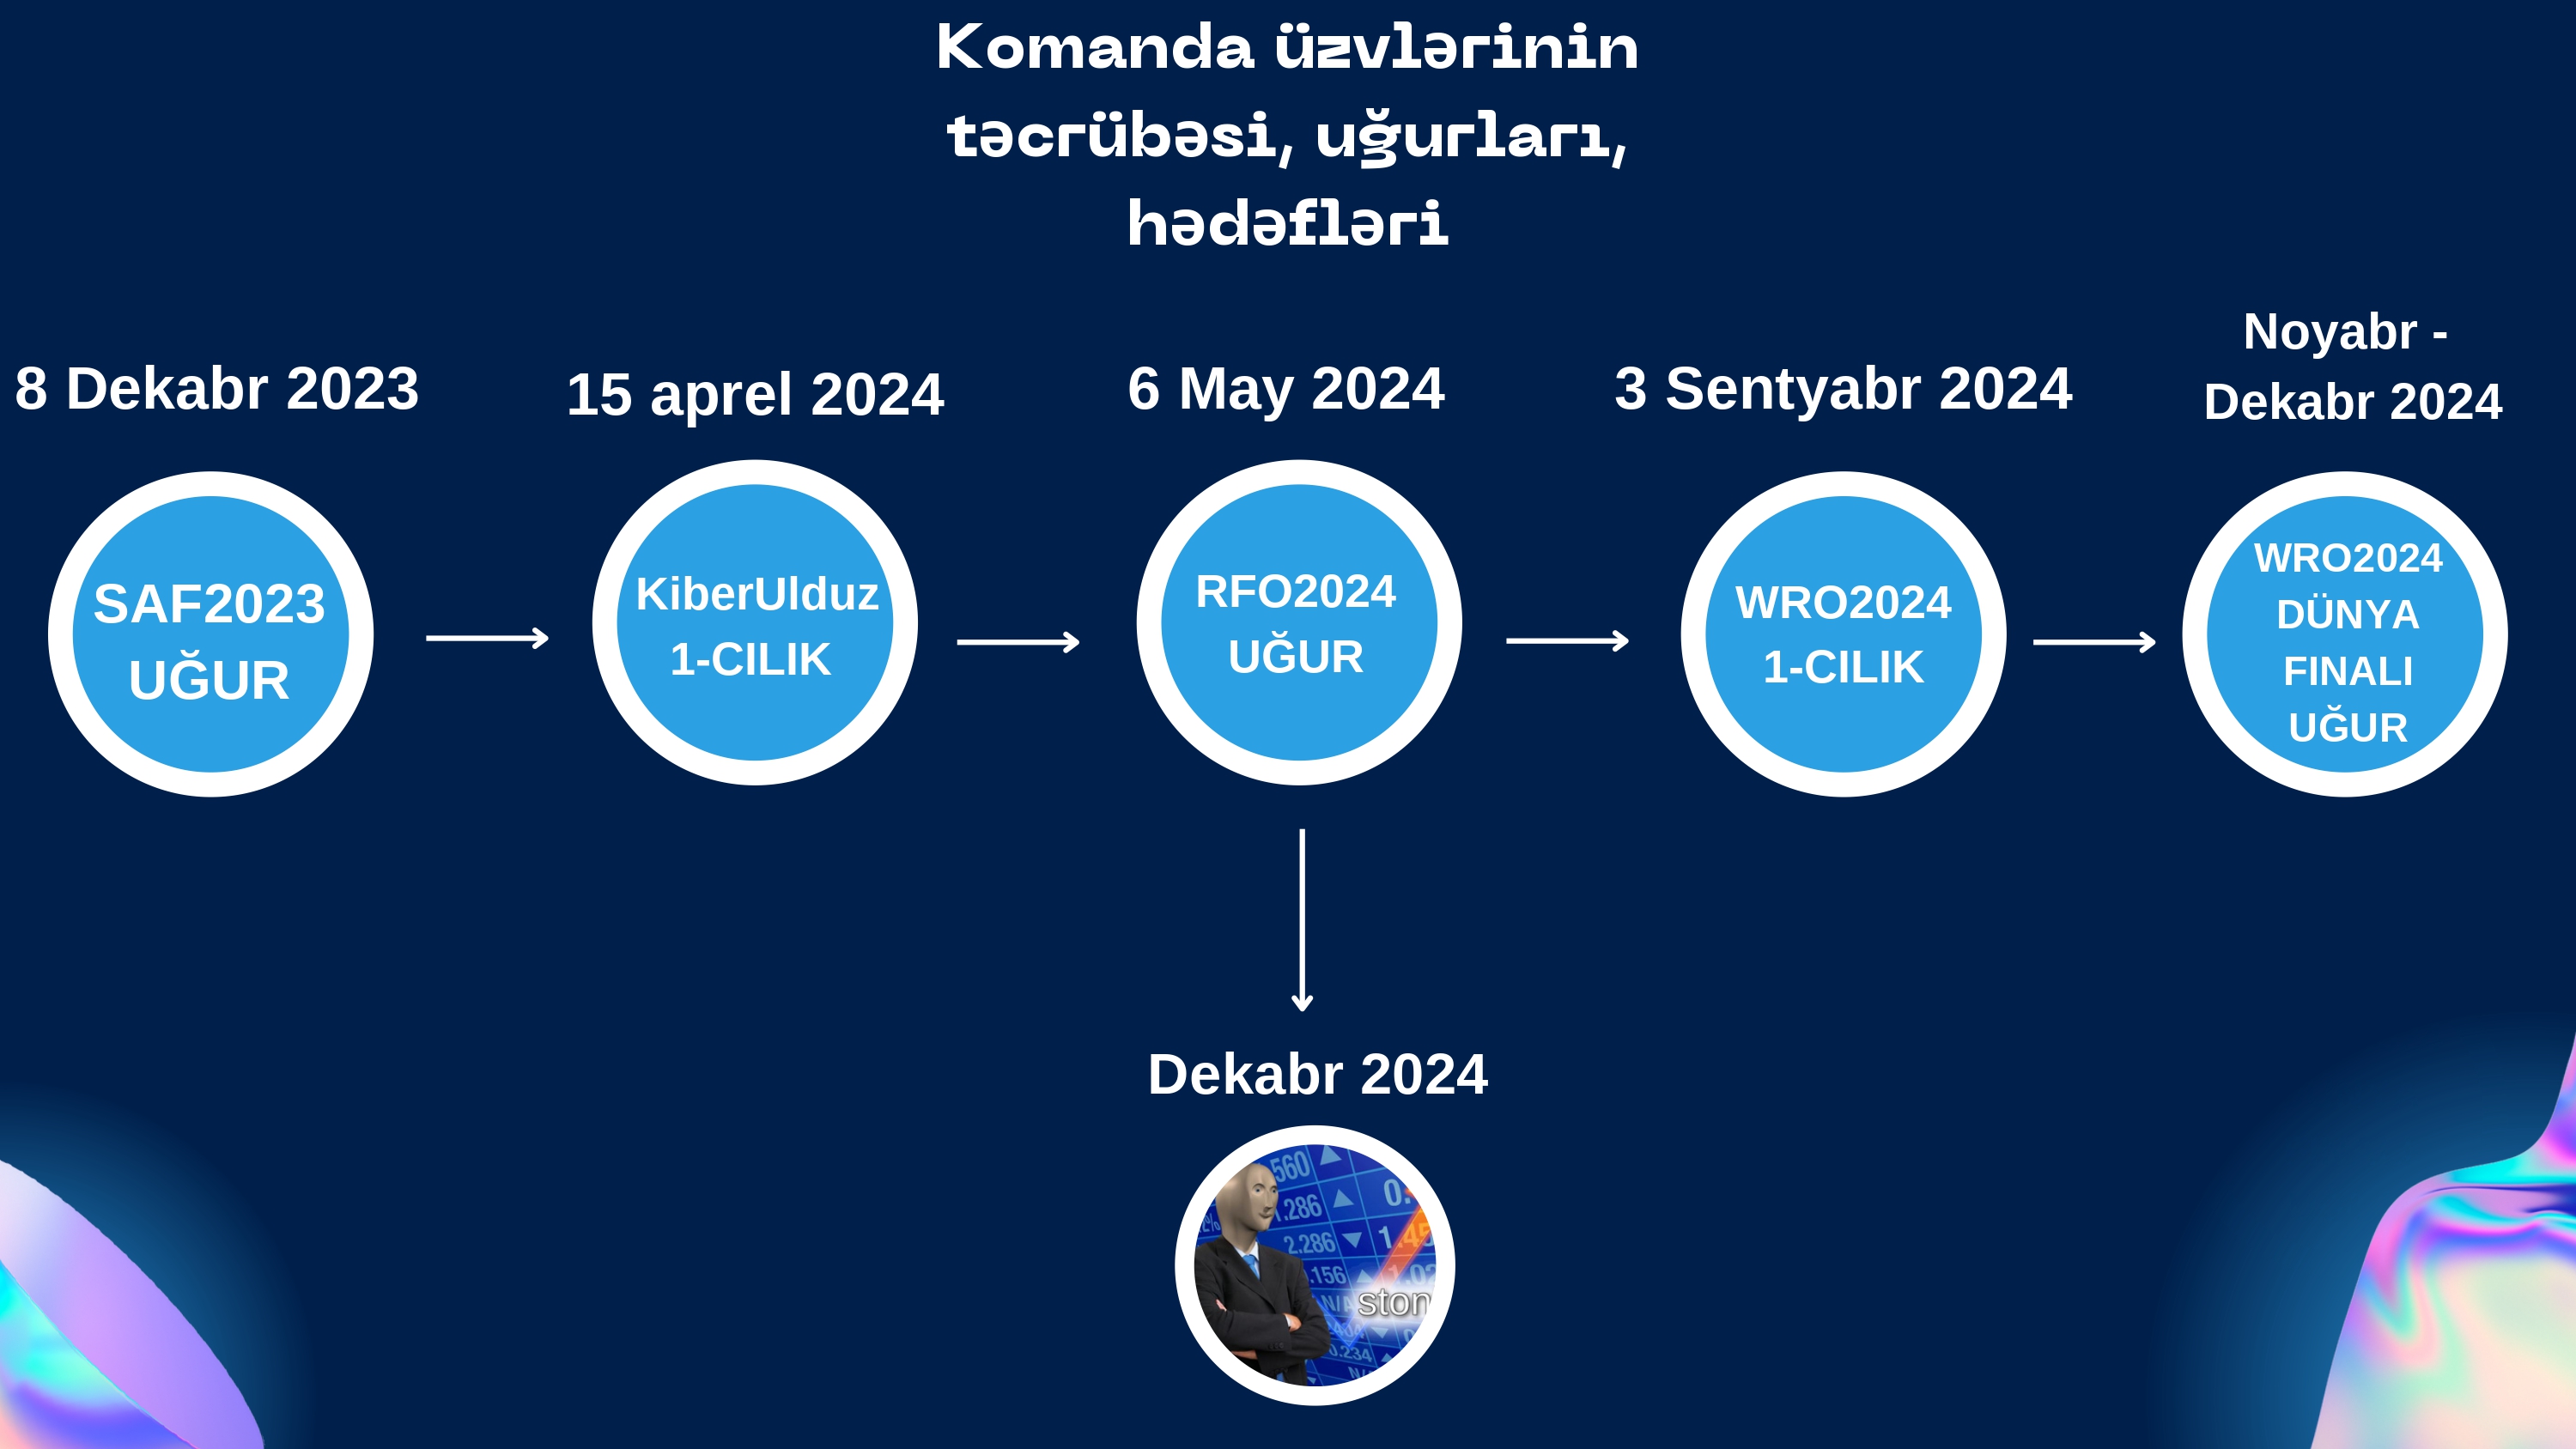 Komanda üzvlərinin
təcrübəsi, uğurları,
hədəfləri
8 Dekabr 2023
15 aprel 2024
6 May 2024
3 Sentyabr 2024
Noyabr -
Dekabr 2024
SAF2023
UĞUR
KiberUlduz
1-CILIK
RFO2024
UĞUR
WRO2024
1-CILIK
WRO2024
DÜNYA
FINALI
UĞUR
Dekabr 2024
560
1.286
2.286
.156
ston
0.234